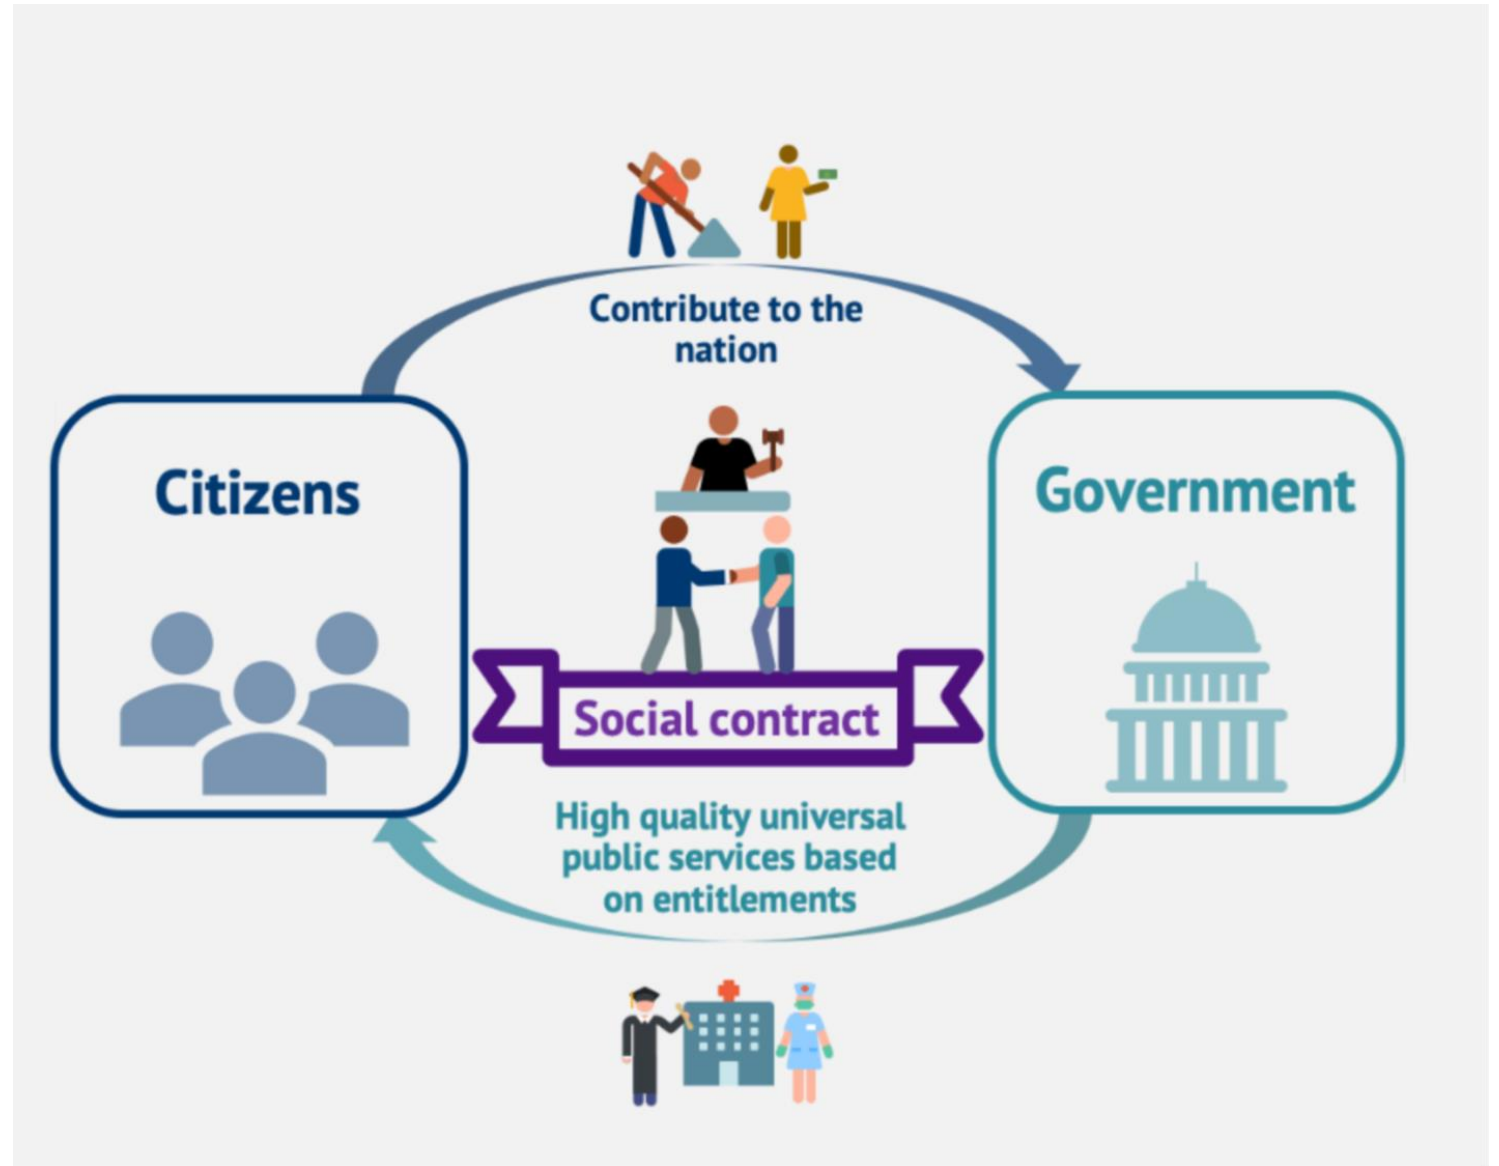 Contribute to the
nation
Citizens
Government
Social contract
High quality universal
public services based
on entitlements